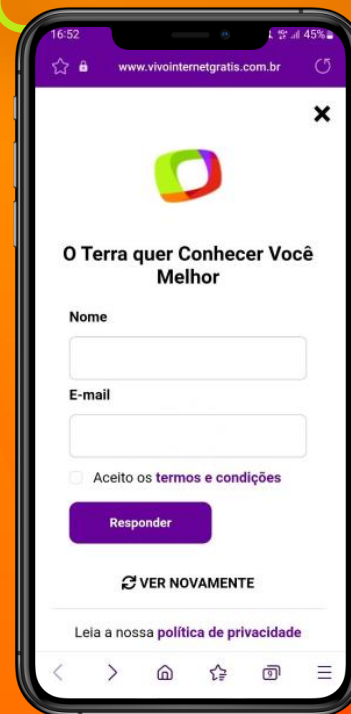 16:52
45%
www.vivointernetgratis.com.br
O Terra quer Conhecer Você
Melhor
Nome
E-mail
Aceito os termos e condições
Responder
VER NOVAMENTE
Leia a nossa política de privacidade
9